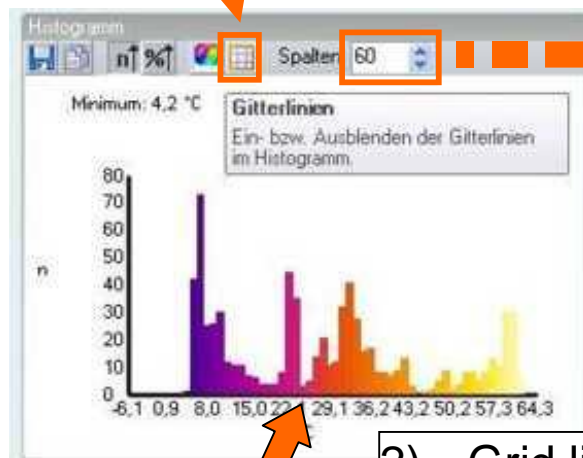 Histogramm
n↑ %↑ Spalten 60
Minimum: 4,2 °C
Gitterlinien
Ein- bzw. Ausblenden der Gitterlinien
im Histogramm.
80
70
60
50
40
30
20
10
0
n
-6,1 0,9 8,0 15,0 22, 29,1 36,2 43,2 50,2 57,3 64,3
2) Grid li